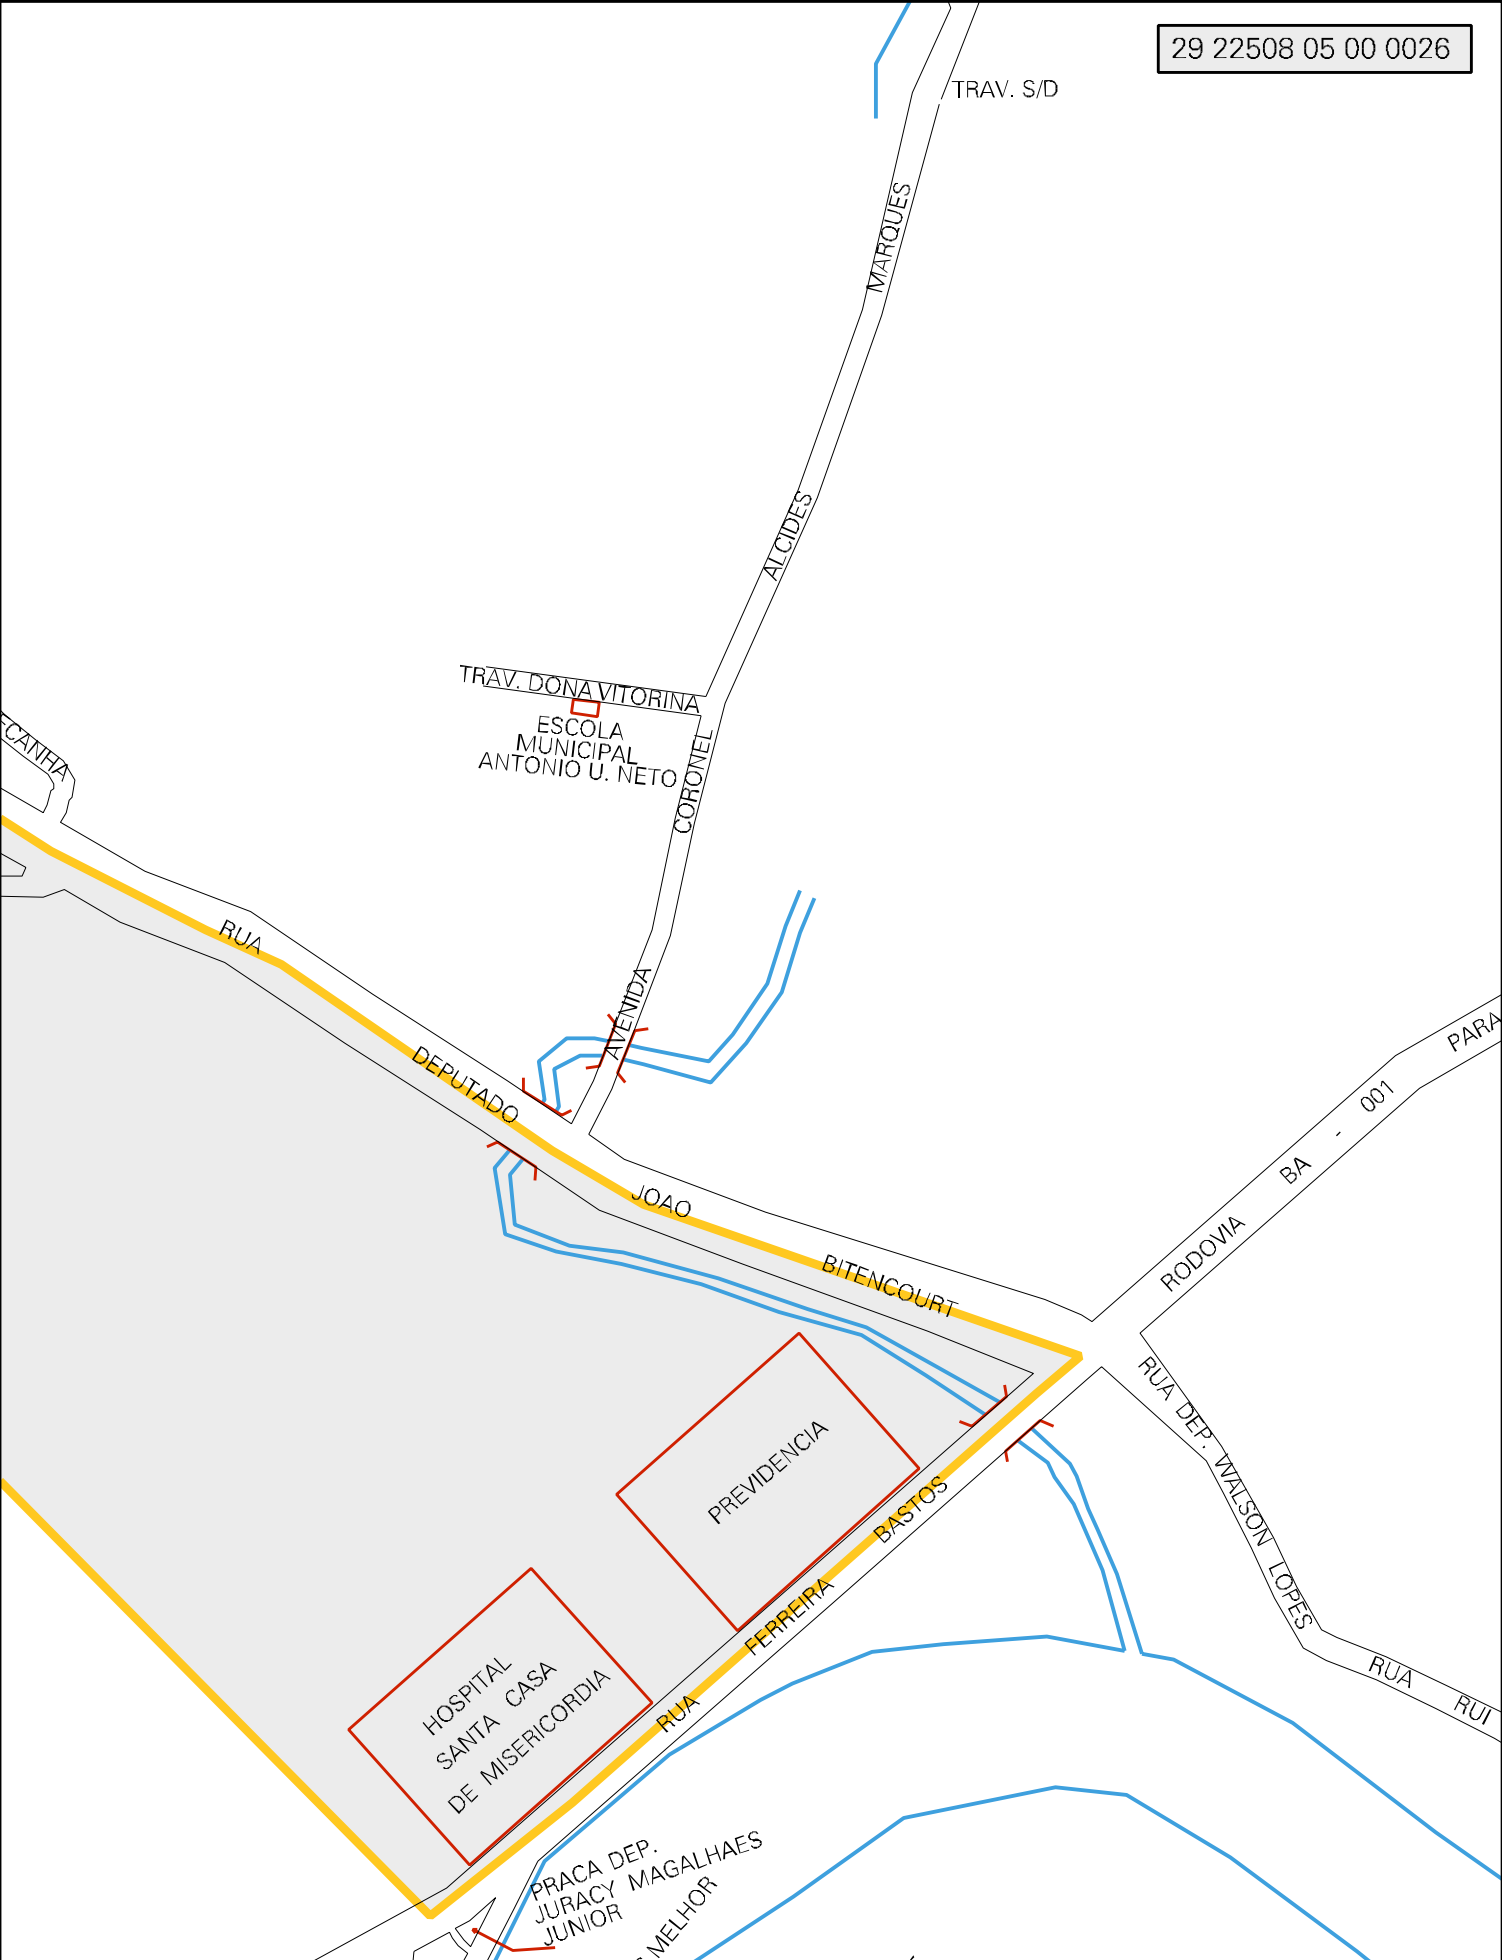 29 22508 05 00 0026
TRAV. S/D
AVENIDA CORONEL ALCIDES MARQUES
TRAV. DONA VITORINA
ESCOLA
MUNICIPAL
ANTONIO U. NETO
ECANHA
RUA DEPUTADO JOAO BITENCOURT
RODOVIA BA - 001
PARA
RUA DEP. WALSON LOPES
RUA RUI
PREVIDENCIA
RUA FERREIRA BASTOS
HOSPITAL
SANTA CASA
DE MISERICORDIA
PRACA DEP.
JURACY MAGALHAES
JUNIOR
MELHOR